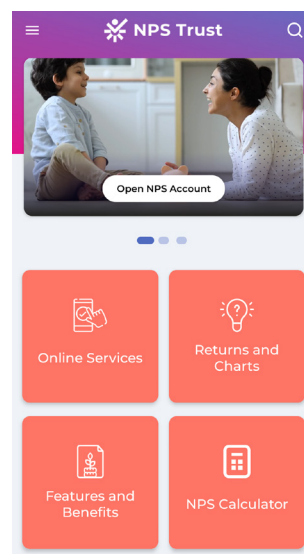 NPS Trust
Open NPS Account
Online Services
Returns and
Charts
Features and
Benefits
NPS Calculator